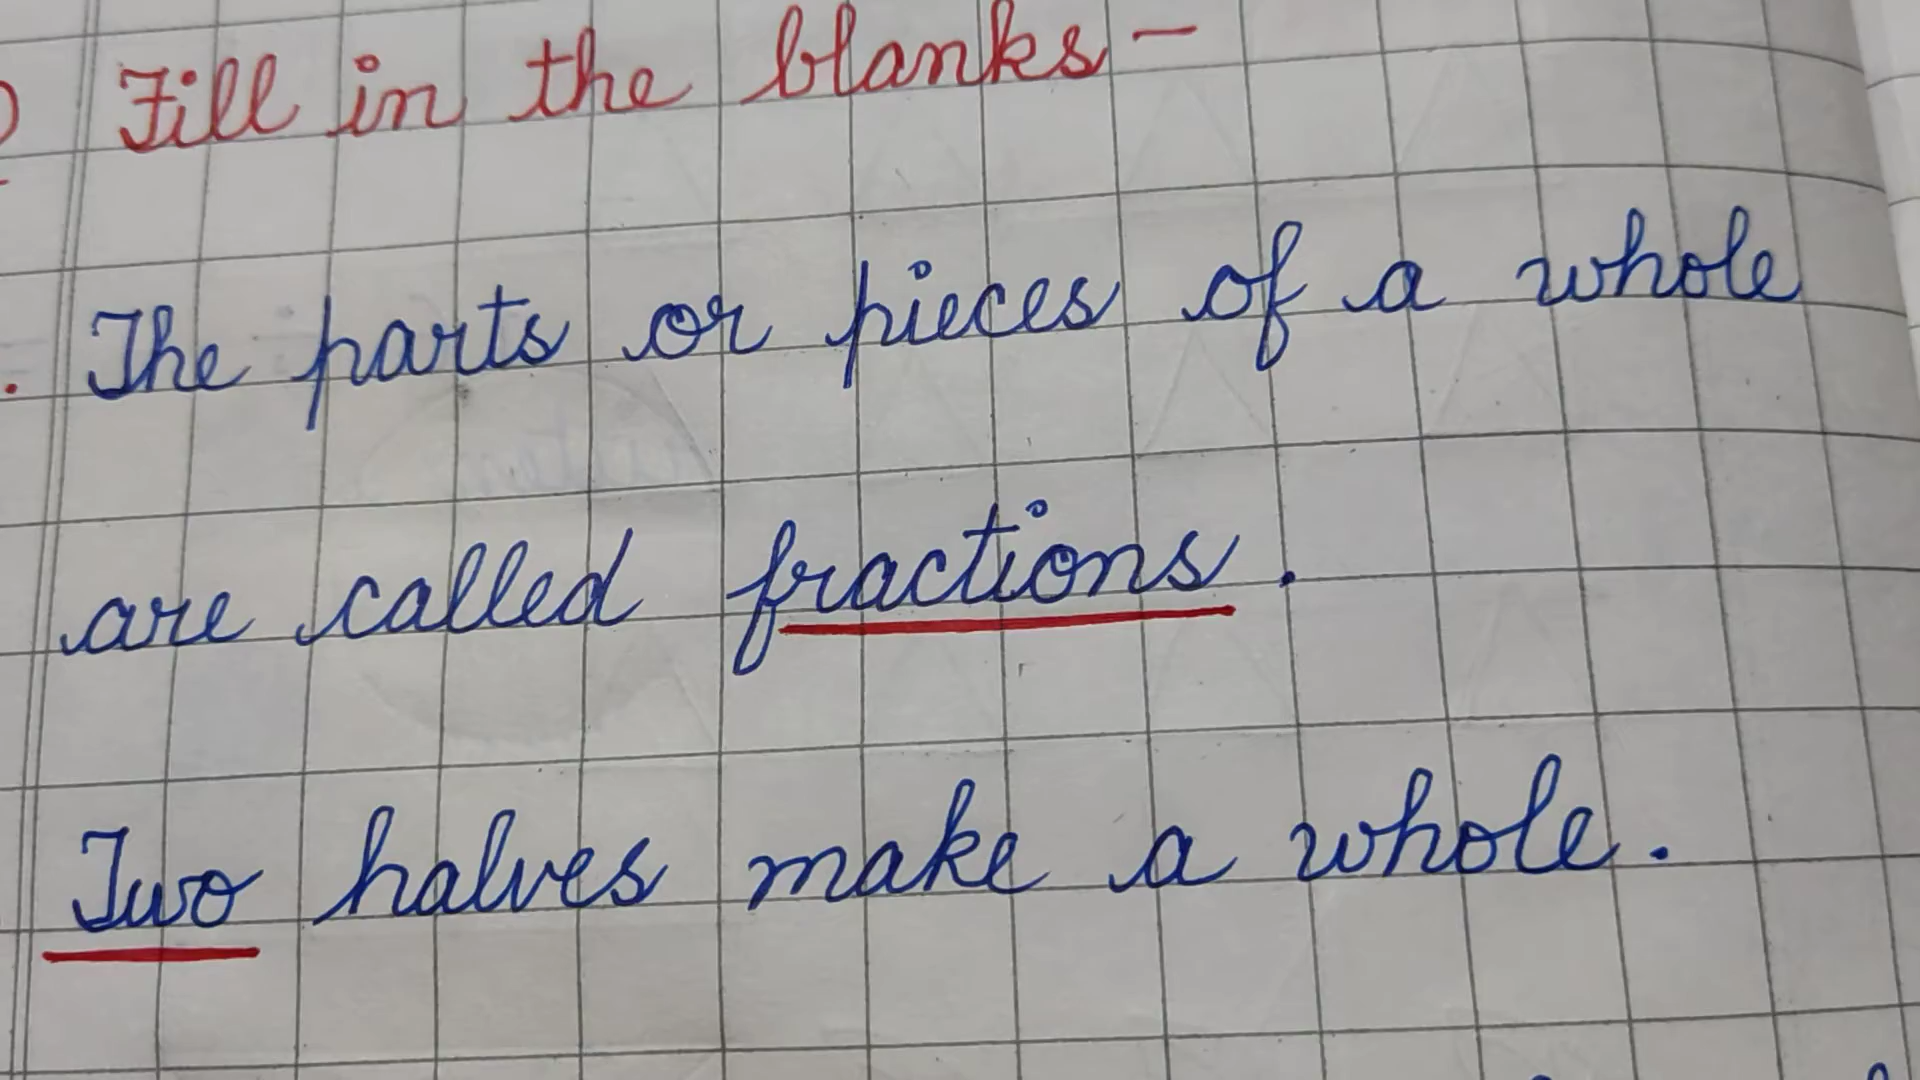 ) Fill in the blanks -
. The parts or pieces of a whole
are called fractions.
Two halves make a whole.